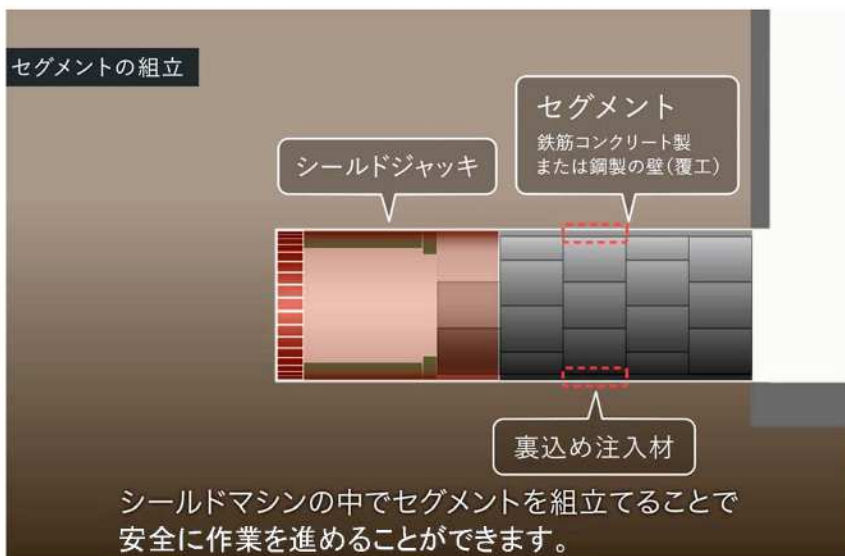 セグメントの組立
セグメント
鉄筋コンクリート製
または鋼製の壁(覆工)
シールドジャッキ
裏込め注入材
シールドマシンの中でセグメントを組立てることで
安全に作業を進めることができます。